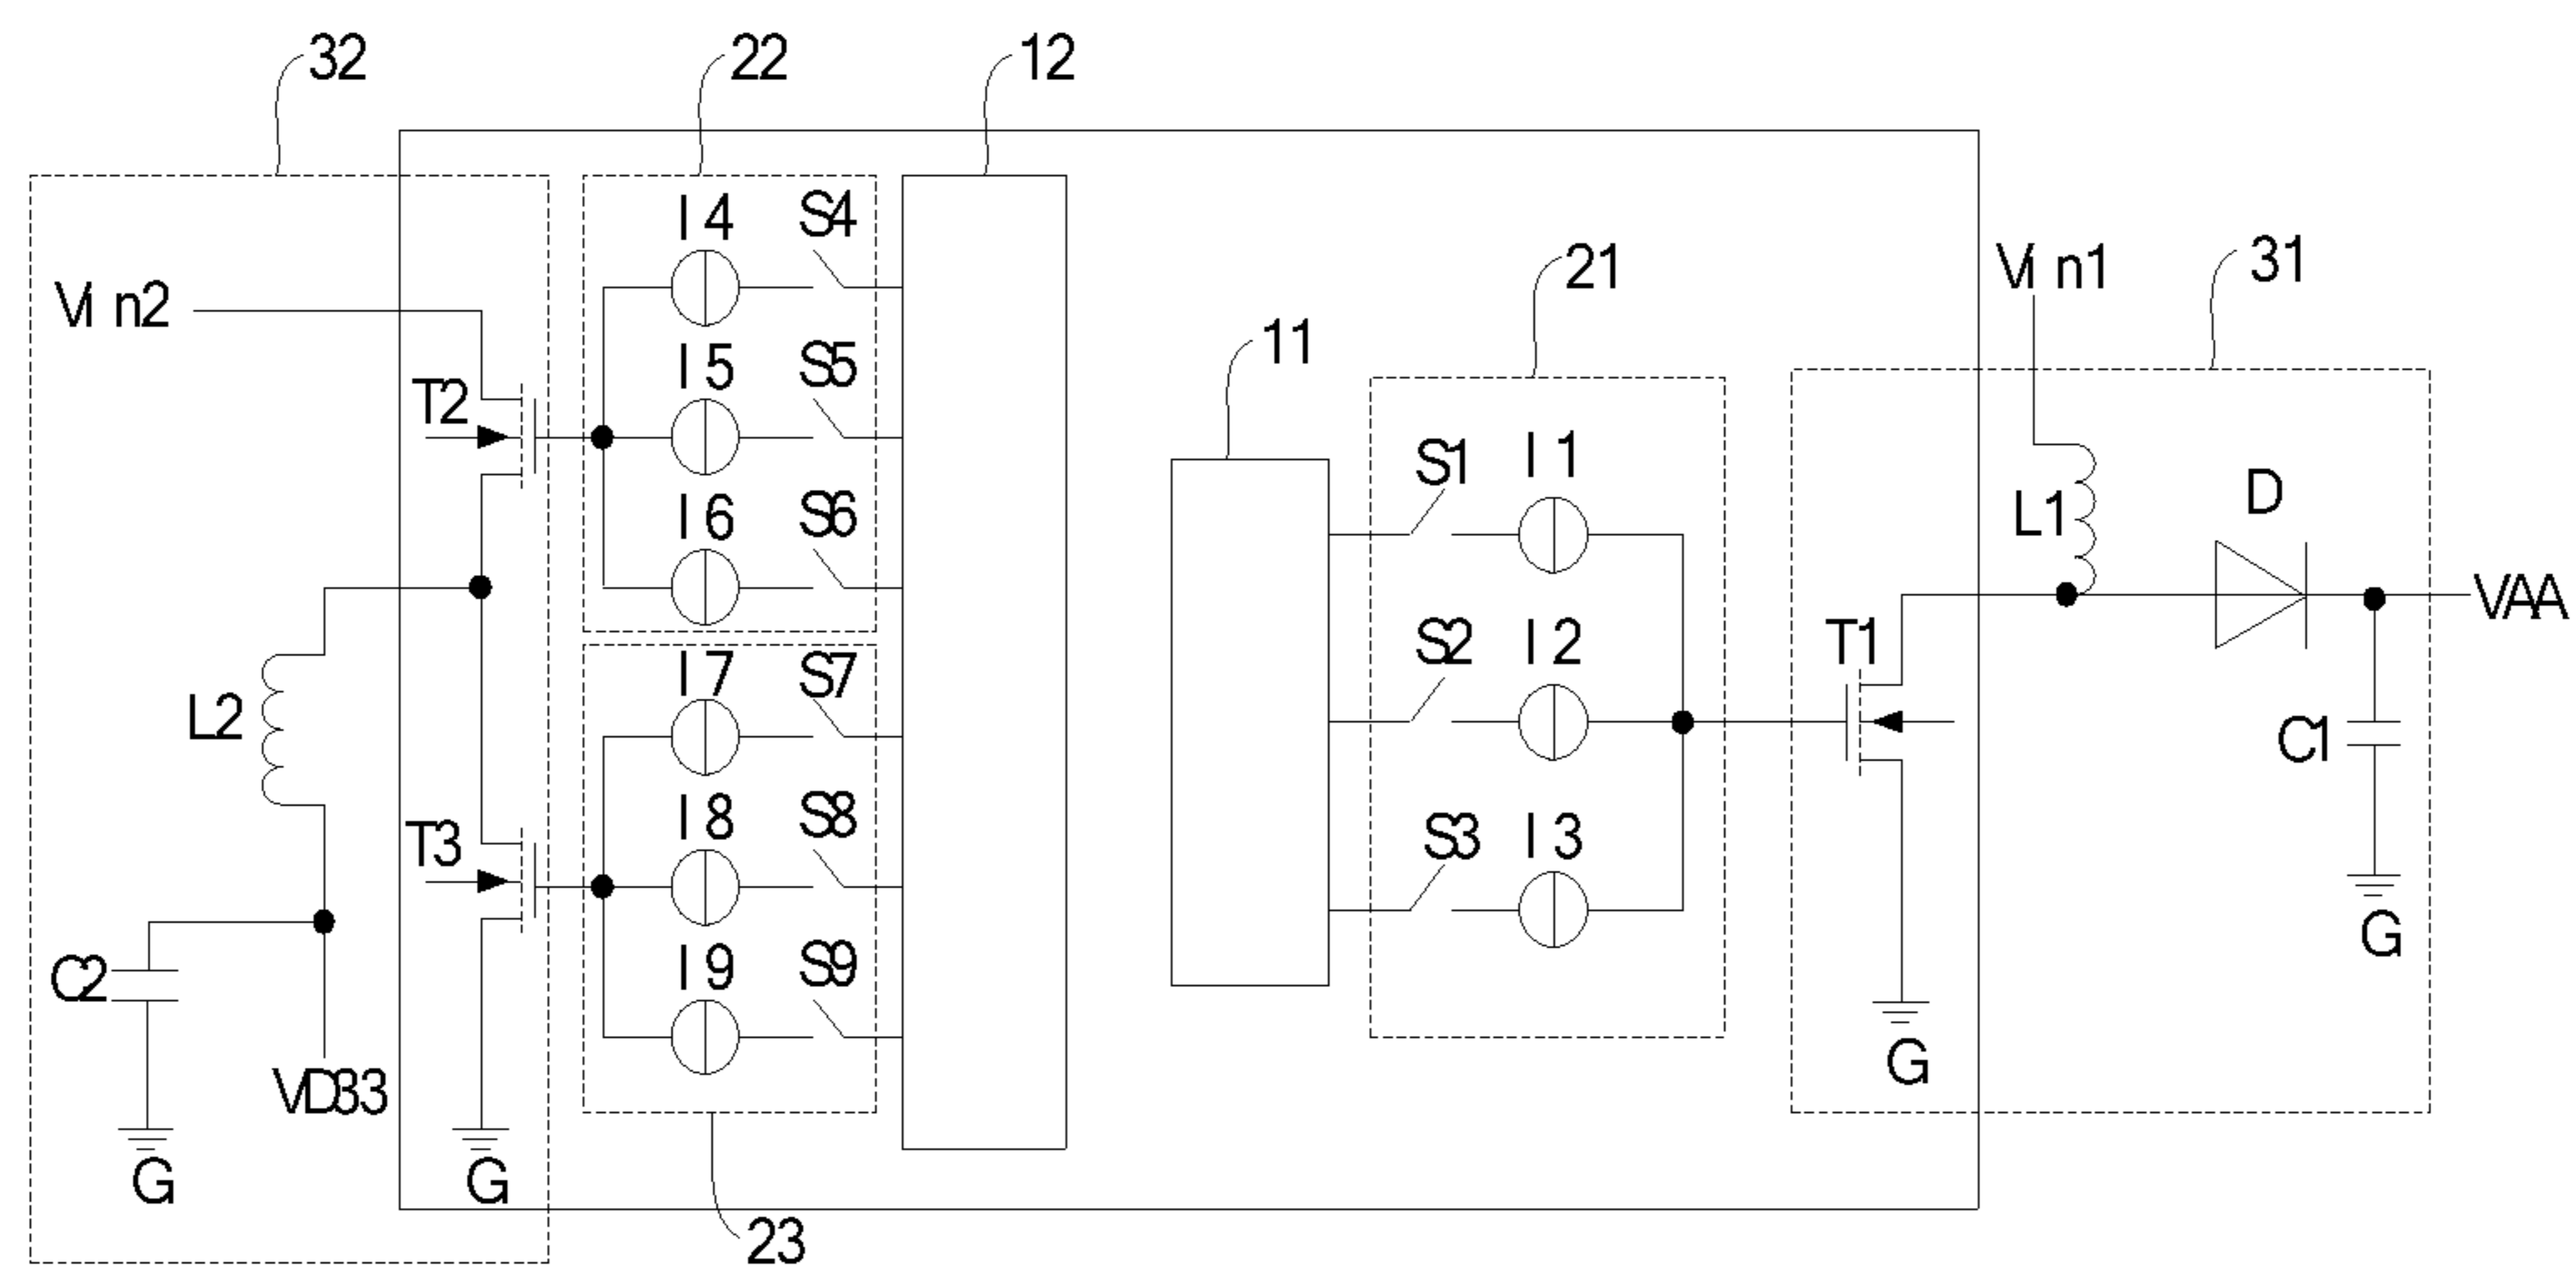 32
22
12
I4
S4
21
Vin1
31
Vin2
I5
S5
11
T2
I6
S6
S1
I1
L1
D
VAA
I7
S7
S2
I2
T1
L2
C1
I8
S8
S3
I3
T3
G
I9
S9
C2
G
VD33
G
G
23